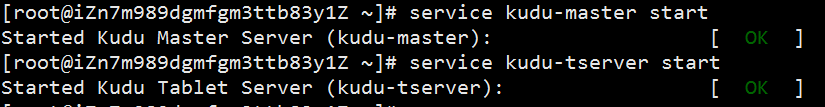 [root@iZn7m989dgmfgm3ttb83y1Z ~]# service kudu-master start
Started Kudu Master Server (kudu-master): [ OK ]
[root@iZn7m989dgmfgm3ttb83y1Z ~]# service kudu-tserver start
Started Kudu Tablet Server (kudu-tserver): [ OK ]